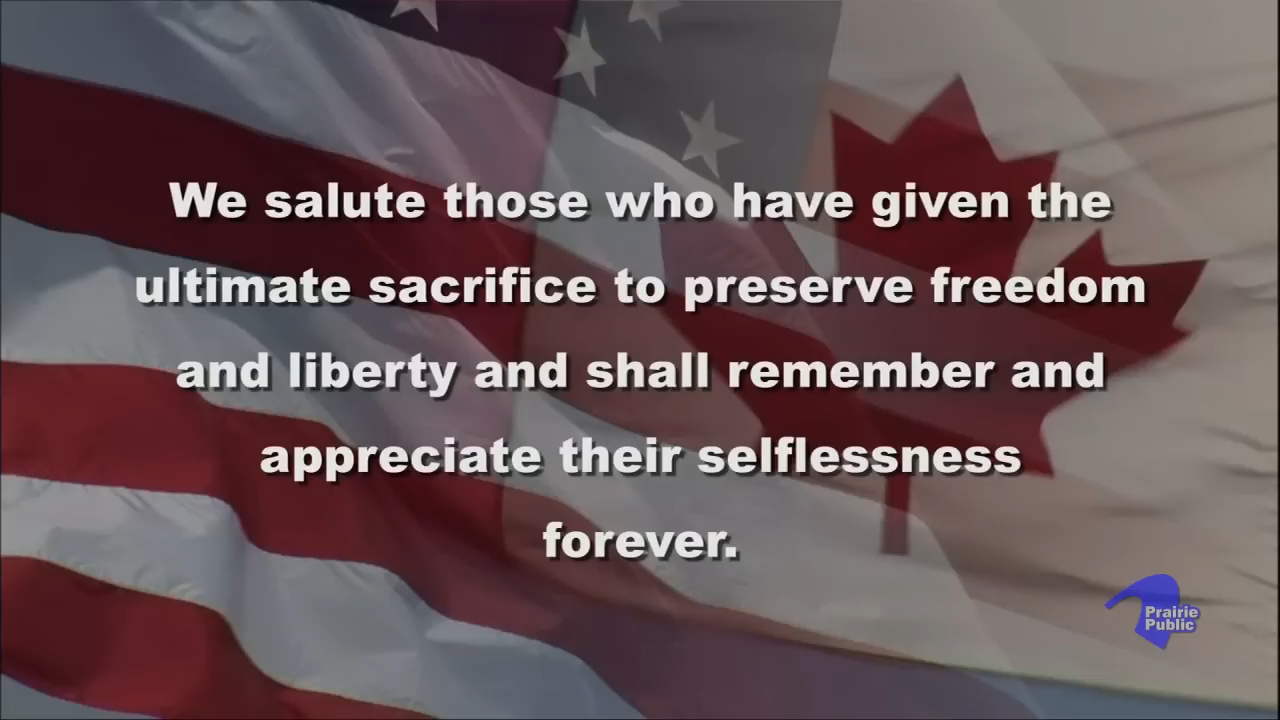 We salute those who have given the
ultimate sacrifice to preserve freedom
and liberty and shall remember and
appreciate their selflessness
forever.
Prairie
Public